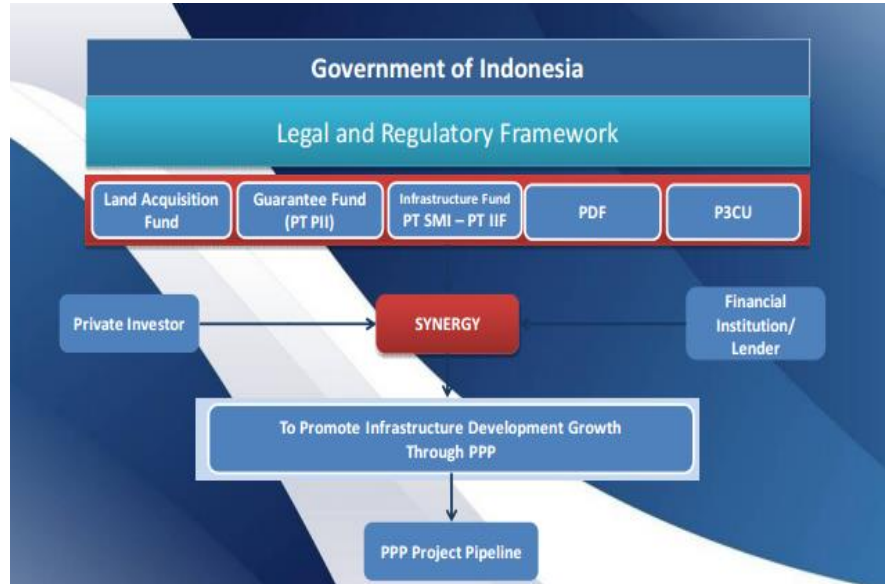 Government of Indonesia
Legal and Regulatory Framework
Land Acquisition
Fund
Guarantee Fund
(PT PII)
Infrastructure Fund
PT SMI – PT IIF
PDF
P3CU
Private Investor
SYNERGY
Financial
Institution/
Lender
To Promote Infrastructure Development Growth
Through PPP
PPP Project Pipeline